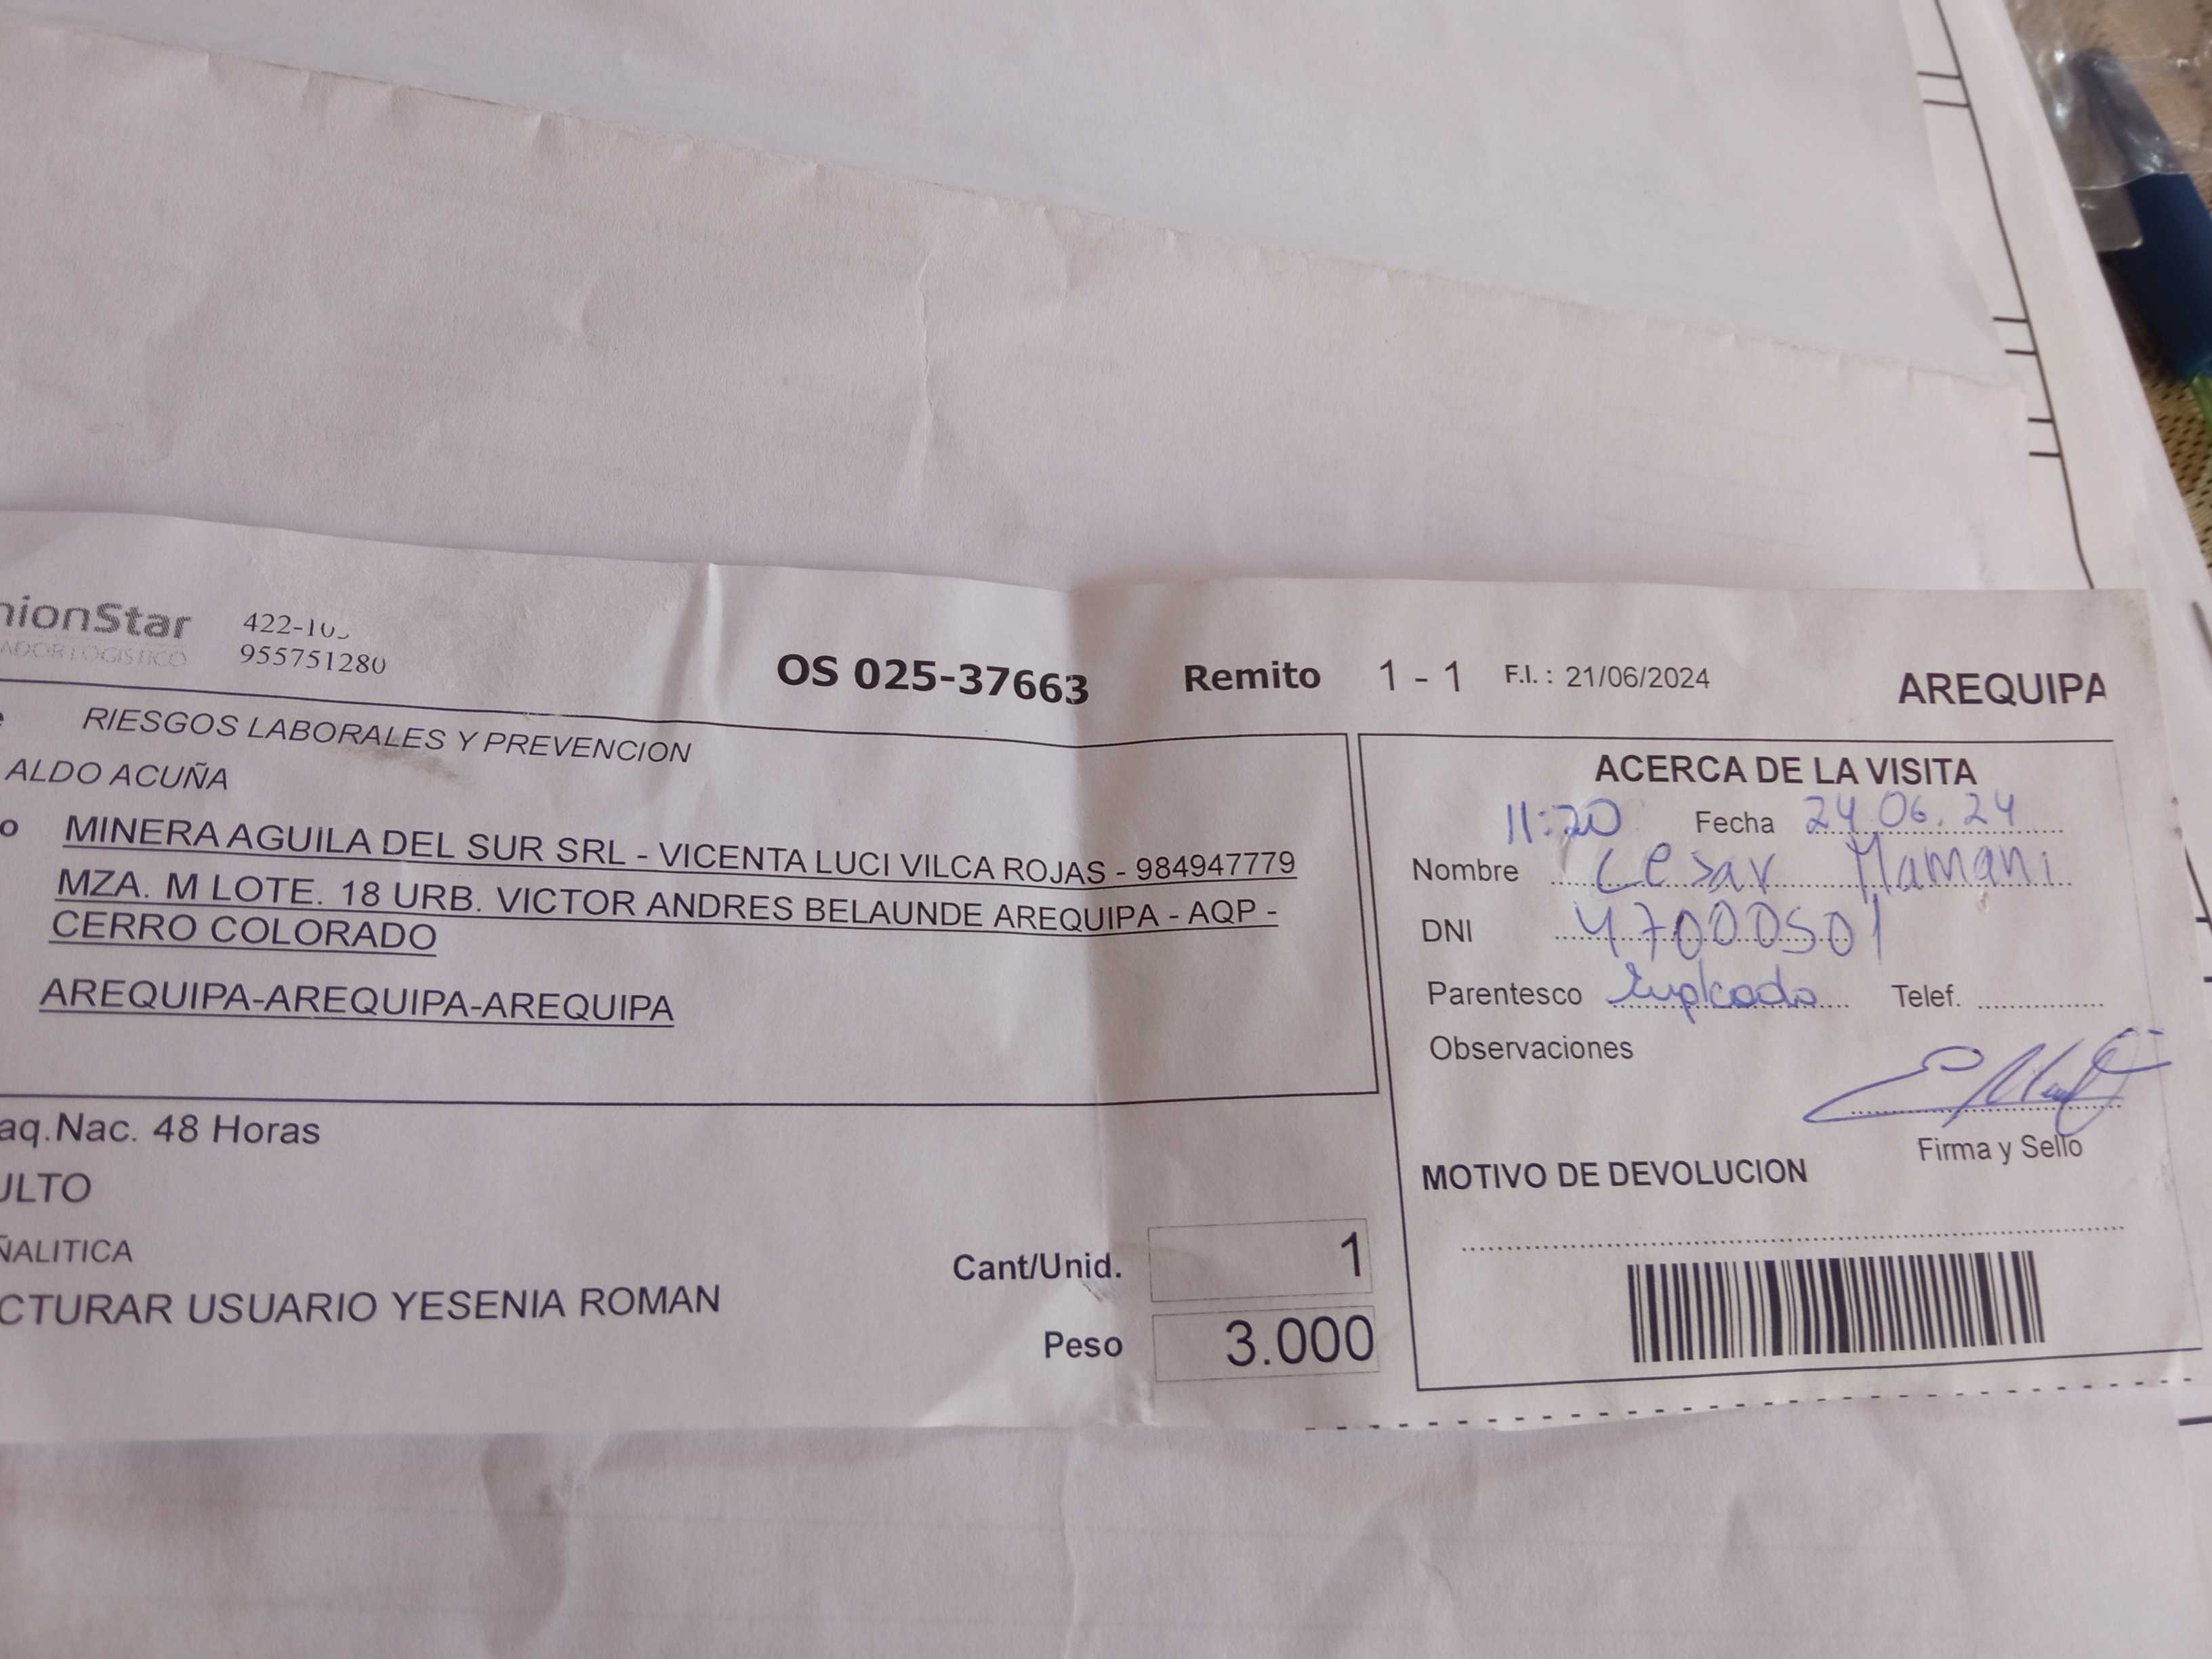 nionStar 422-10
ADOR LOGISTICO 955751280
OS 025-37663 Remito 1 - 1 F.I. : 21/06/2024 AREQUIPA
RIESGOS LABORALES Y PREVENCION
ALDO ACUÑA
o MINERA AGUILA DEL SUR SRL - VICENTA LUCI VILCA ROJAS - 984947779
MZA. M LOTE. 18 URB. VICTOR ANDRES BELAUNDE AREQUIPA - AQP -
CERRO COLORADO
AREQUIPA-AREQUIPA-AREQUIPA
aq.Nac. 48 Horas
ULTO
ÑALITICA
CTURAR USUARIO YESENIA ROMAN
Cant/Unid. 1
Peso 3.000
ACERCA DE LA VISITA
11:20 Fecha 24 06. 24
Nombre Cesar Mamani
DNI 47000501
Parentesco Empleado Telef.
Observaciones
Firma y Sello
MOTIVO DE DEVOLUCION